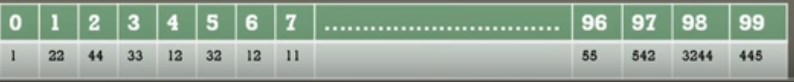 0 1 2 3 4 5 6 7 .............................. 96 97 98 99
1 22 44 33 12 32 12 11 55 542 3244 445